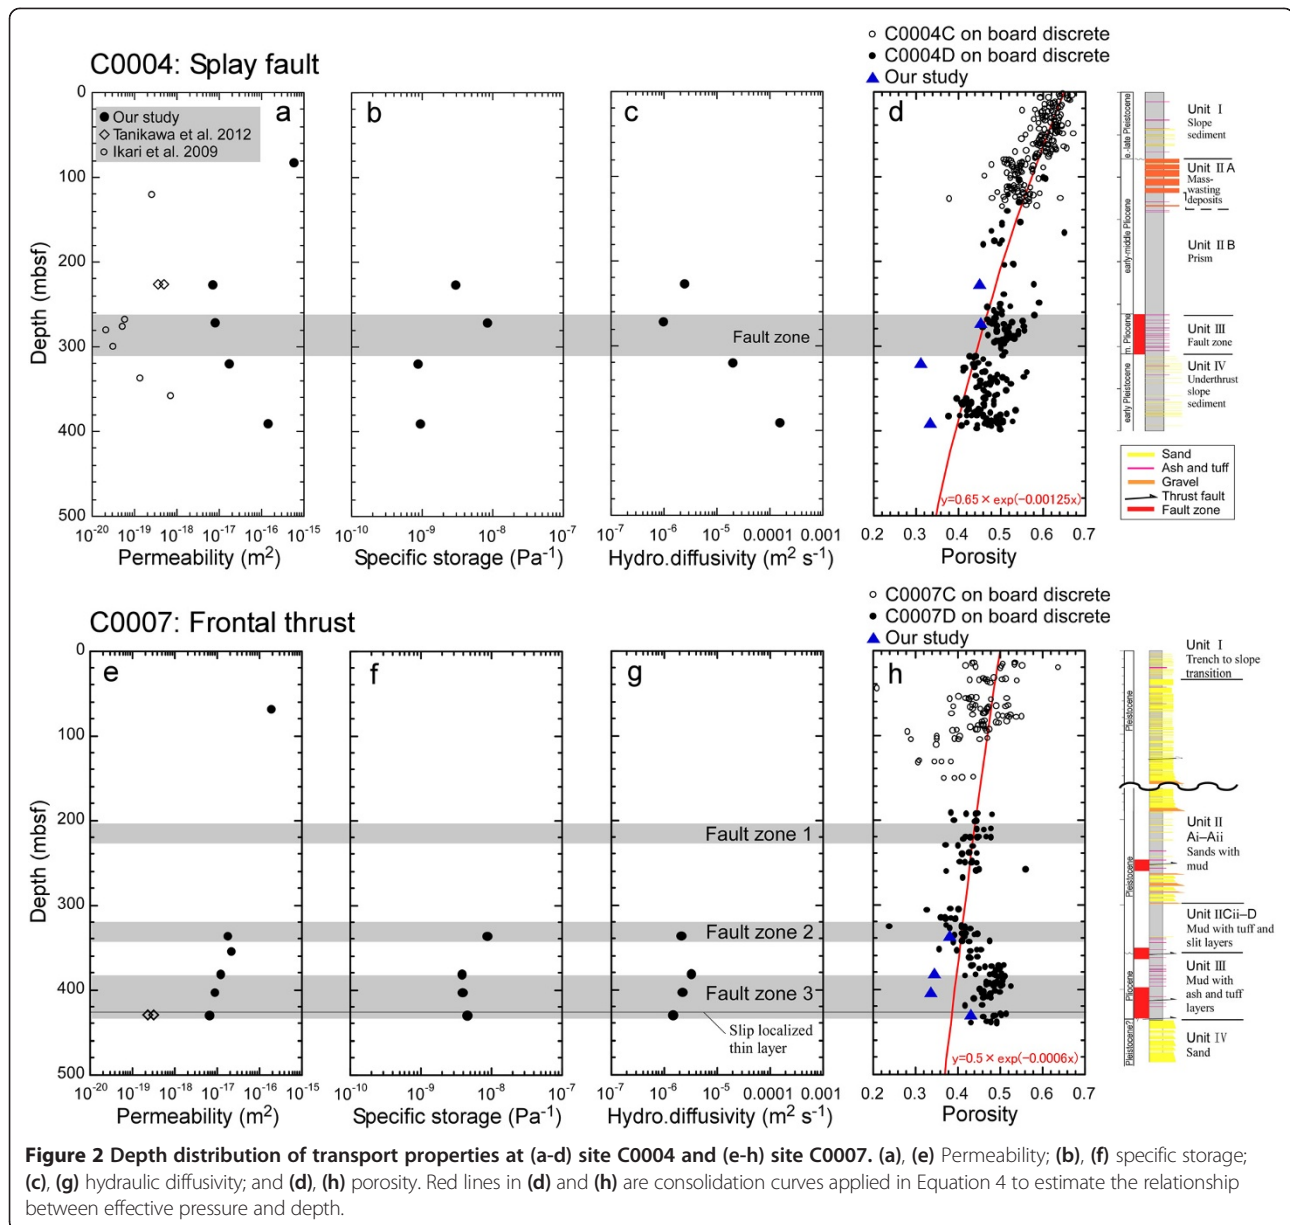 C0004: Splay fault
○ C0004C on board discrete
● C0004D on board discrete
▲ Our study
a
b
c
d
● Our study
◇ Tanikawa et al. 2012
○ Ikari et al. 2009
0
100
200
300
400
500
Depth (mbsf)
Fault zone
y=0.65×exp(−0.00125x)
10⁻²⁰ 10⁻¹⁹ 10⁻¹⁸ 10⁻¹⁷ 10⁻¹⁶ 10⁻¹⁵
Permeability (m²)
10⁻¹⁰ 10⁻⁹ 10⁻⁸ 10⁻⁷
Specific storage (Pa⁻¹)
10⁻⁶ 10⁻⁵ 0.0001 0.001
Hydro.diffusivity (m² s⁻¹)
0.2 0.3 0.4 0.5 0.6 0.7
Porosity
e.-late Pleistocene
early-middle Pliocene
m. Pliocene
early Pleistocene
Unit I
Slope
sediment
Unit II A
Mass-
wasting
deposits
Unit II B
Prism
Unit III
Fault zone
Unit IV
Underthrust
slope
sediment
Sand
Ash and tuff
Gravel
Thrust fault
Fault zone
C0007: Frontal thrust
○ C0007C on board discrete
● C0007D on board discrete
▲ Our study
e
f
g
h
0
100
200
300
400
500
Depth (mbsf)
Fault zone 1
Fault zone 2
Fault zone 3
Slip localized
thin layer
y=0.5×exp(−0.0006x)
10⁻²⁰ 10⁻¹⁹ 10⁻¹⁸ 10⁻¹⁷ 10⁻¹⁶ 10⁻¹⁵
Permeability (m²)
10⁻¹⁰ 10⁻⁹ 10⁻⁸ 10⁻⁷
Specific storage (Pa⁻¹)
10⁻⁶ 10⁻⁵ 0.0001 0.001
Hydro.diffusivity (m² s⁻¹)
0.2 0.3 0.4 0.5 0.6 0.7
Porosity
Pleistocene
Pleistocene
Pliocene
Pleistocene?
Unit I
Trench to slope
transition
Unit II
Ai–Aii
Sands with
mud
Unit IICii–D
Mud with tuff and
slit layers
Unit III
Mud with
ash and tuff
layers
Unit IV
Sand
Figure 2 Depth distribution of transport properties at (a-d) site C0004 and (e-h) site C0007. (a), (e) Permeability; (b), (f) specific storage;
(c), (g) hydraulic diffusivity; and (d), (h) porosity. Red lines in (d) and (h) are consolidation curves applied in Equation 4 to estimate the relationship
between effective pressure and depth.